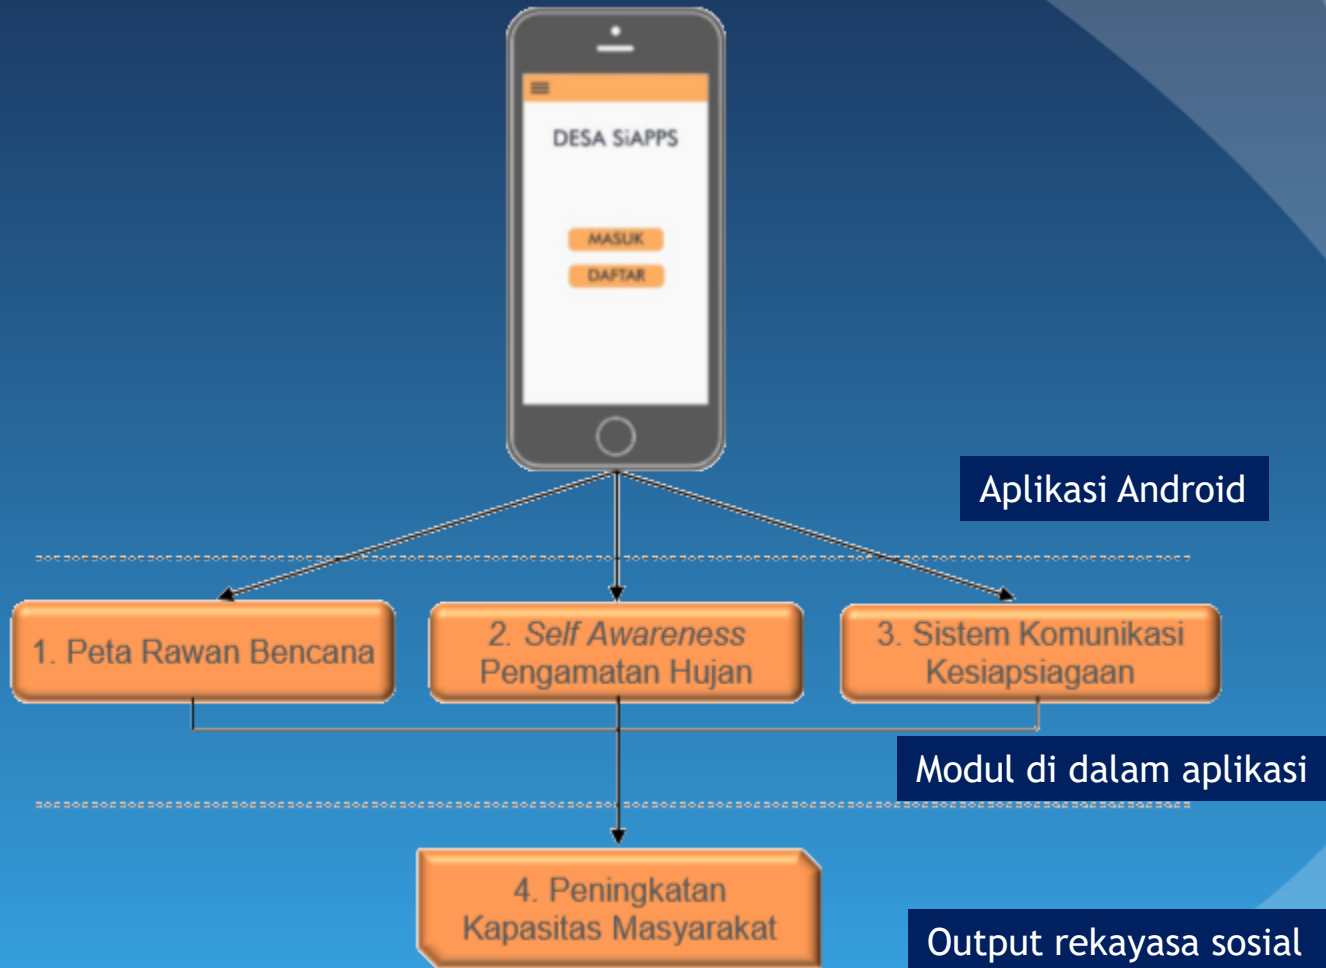 DESA SiAPPS
MASUK
DAFTAR
Aplikasi Android
1. Peta Rawan Bencana
2. Self Awareness
Pengamatan Hujan
3. Sistem Komunikasi
Kesiapsiagaan
Modul di dalam aplikasi
4. Peningkatan
Kapasitas Masyarakat
Output rekayasa sosial